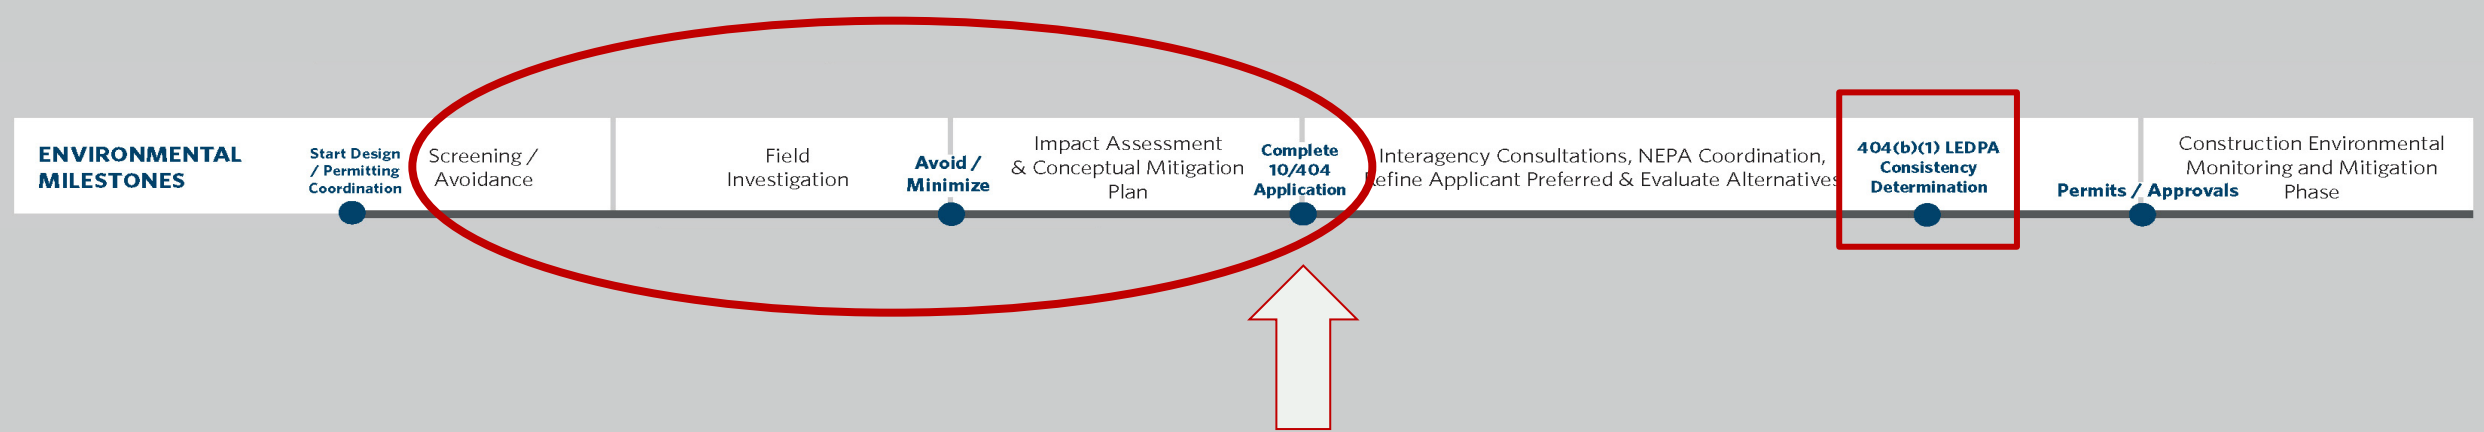 ENVIRONMENTAL
MILESTONES
Start Design
/ Permitting
Coordination
Screening /
Avoidance
Field
Investigation
Avoid /
Minimize
Impact Assessment
& Conceptual Mitigation
Plan
Complete
10/404
Application
Interagency Consultations, NEPA Coordination,
Refine Applicant Preferred & Evaluate Alternatives
404(b)(1) LEDPA
Consistency
Determination
Permits / Approvals
Construction Environmental
Monitoring and Mitigation
Phase